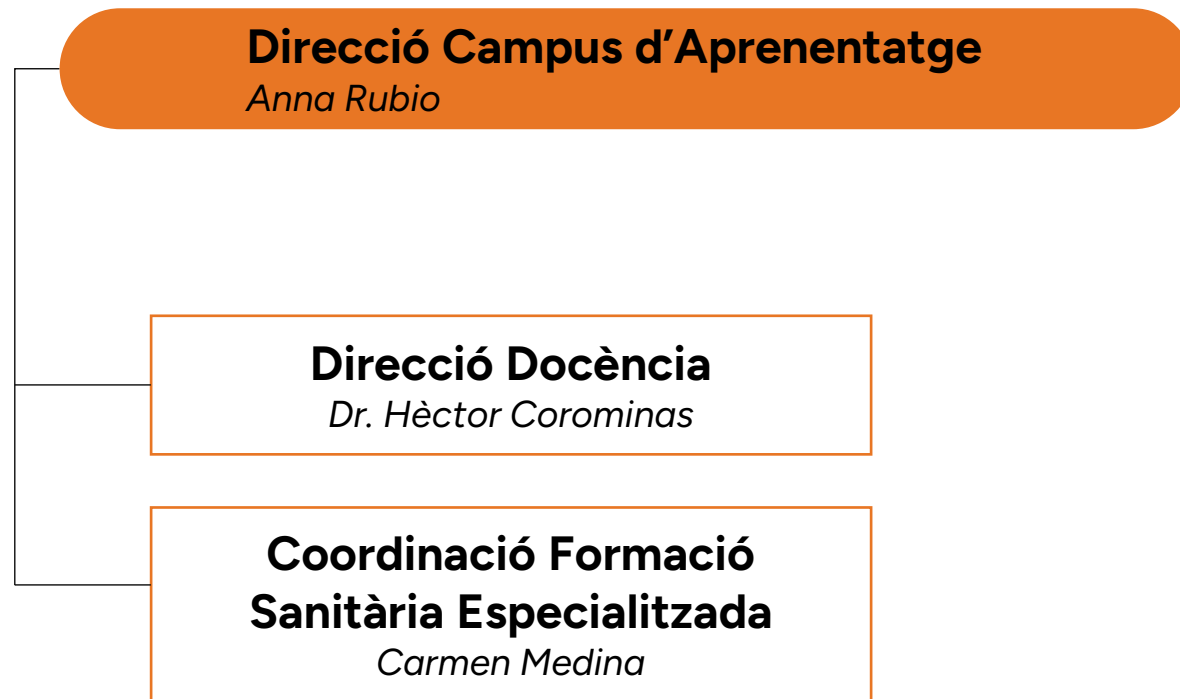 Direcció Campus d’Aprenentatge
Anna Rubio
Direcció Docència
Dr. Hèctor Corominas
Coordinació Formació
Sanitària Especialitzada
Carmen Medina